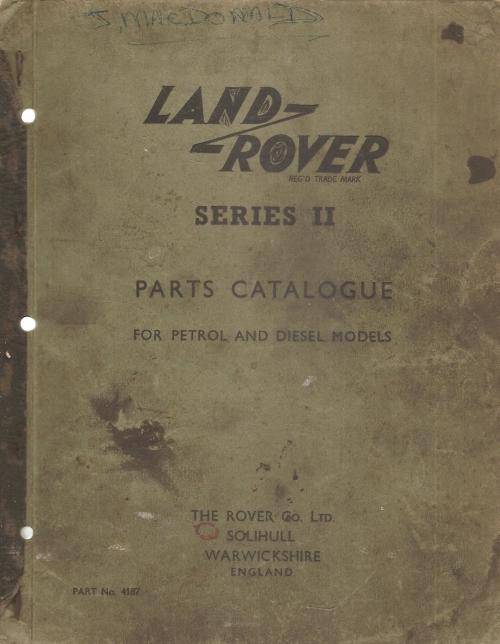 J. MACDONALD
LAND-
ROVER
REG'D TRADE MARK
SERIES II
PARTS CATALOGUE
FOR PETROL AND DIESEL MODELS
THE ROVER Co. LTD.
SOLIHULL
WARWICKSHIRE
ENGLAND
PART No. 4187